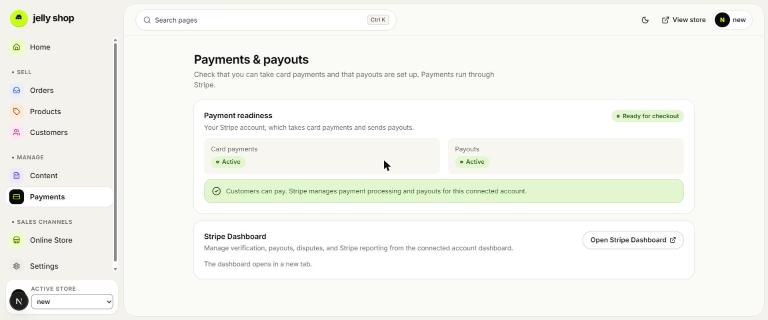 jelly shop
Search pages
Ctrl K
View store
N
new
Home
SELL
Orders
Products
Customers
MANAGE
Content
Payments
SALES CHANNELS
Online Store
Settings
ACTIVE STORE
N
new
Payments & payouts
Check that you can take card payments and that payouts are set up. Payments run through
Stripe.
Payment readiness
Ready for checkout
Your Stripe account, which takes card payments and sends payouts.
Card payments
Active
Payouts
Active
Customers can pay. Stripe manages payment processing and payouts for this connected account.
Stripe Dashboard
Manage verification, payouts, disputes, and Stripe reporting from the connected account dashboard.
Open Stripe Dashboard
The dashboard opens in a new tab.